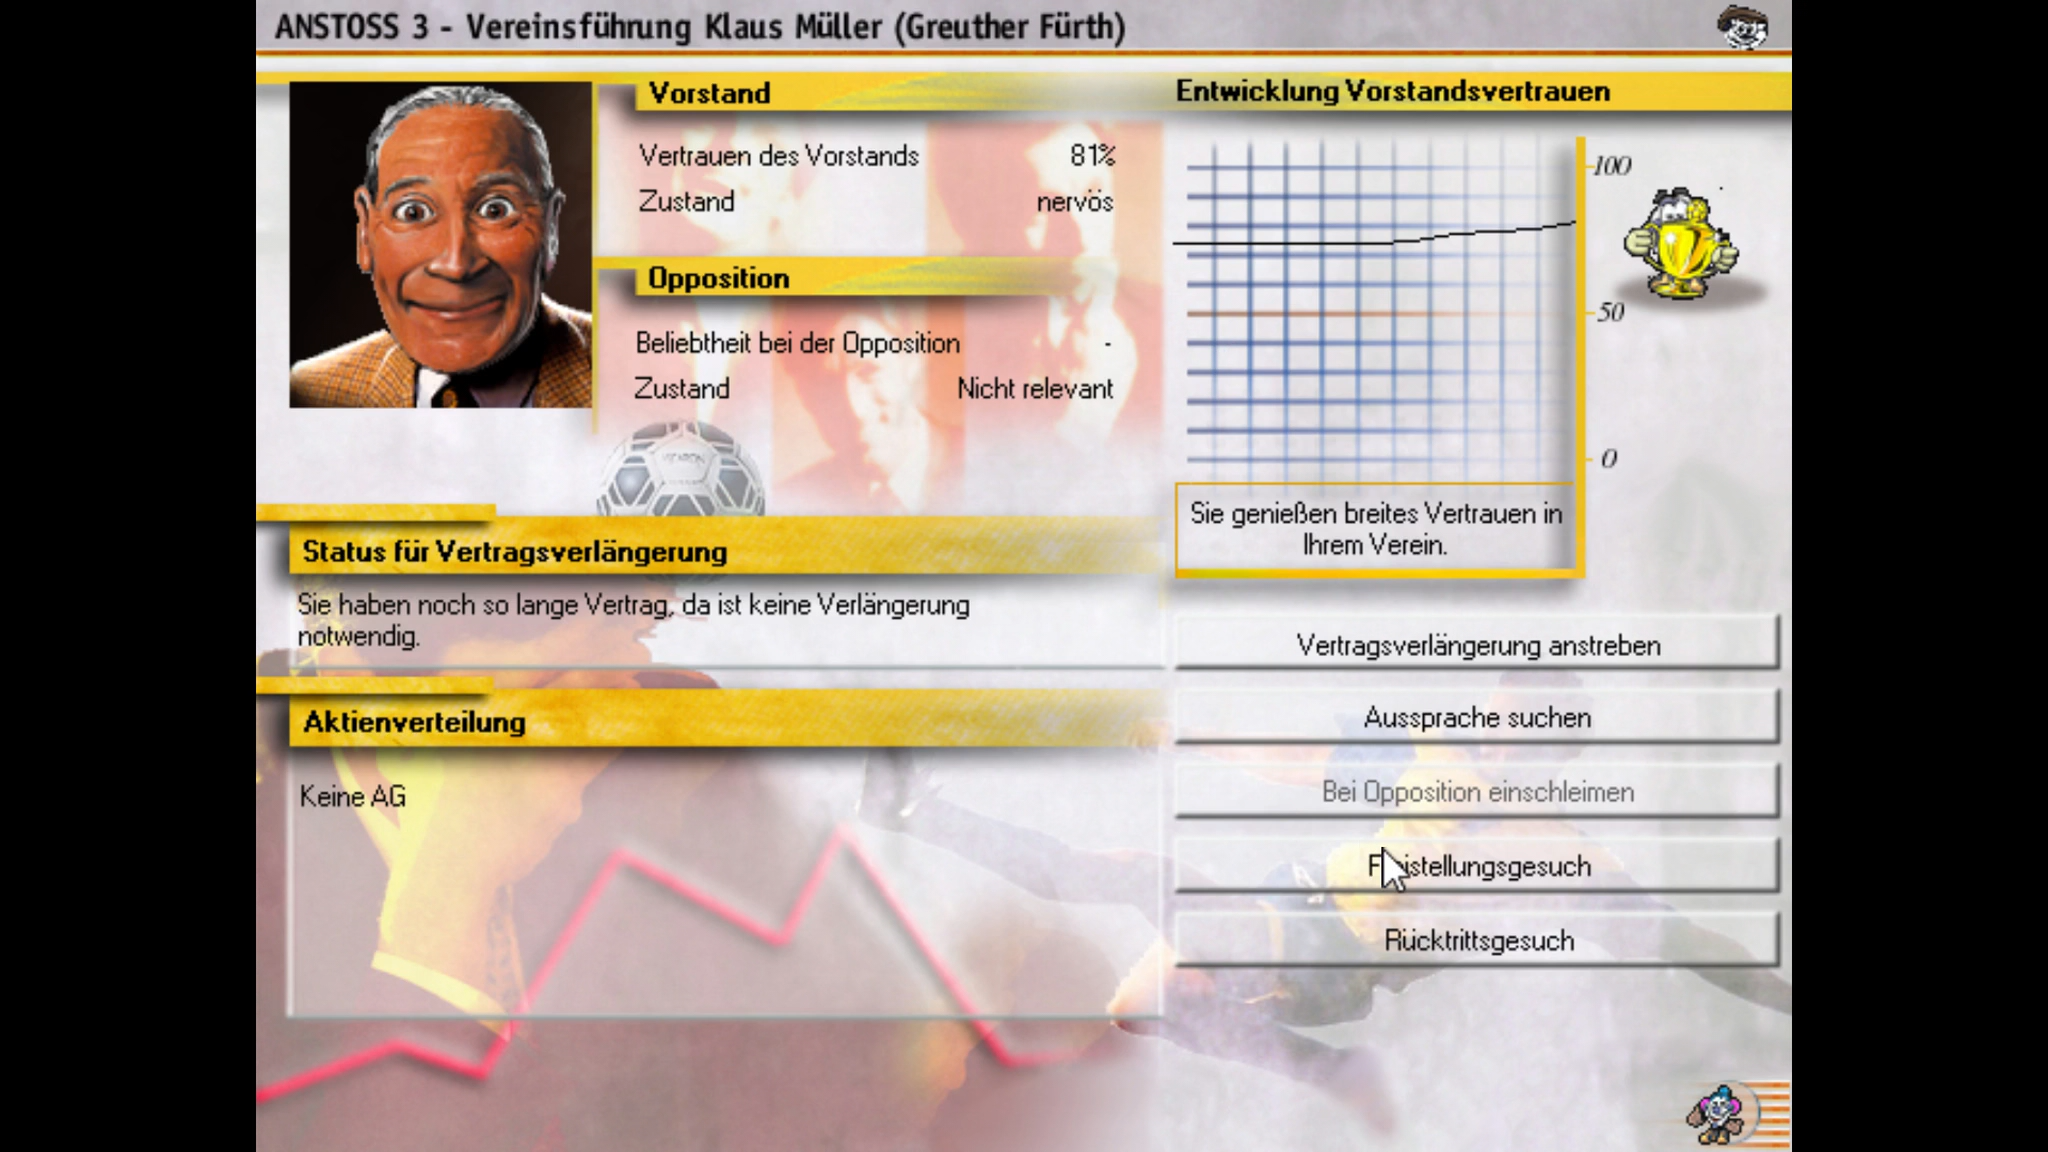 ANSTOSS 3 - Vereinsführung Klaus Müller (Greuther Fürth)
Vorstand
Vertrauen des Vorstands 81%
Zustand nervös
Opposition
Beliebtheit bei der Opposition -
Zustand Nicht relevant
Status für Vertragsverlängerung
Sie haben noch so lange Vertrag, da ist keine Verlängerung
notwendig.
Aktienverteilung
Keine AG
Entwicklung Vorstandsvertrauen
100
50
0
Sie genießen breites Vertrauen in
Ihrem Verein.
Vertragsverlängerung anstreben
Aussprache suchen
Bei Opposition einschleimen
Freistellungsgesuch
Rücktrittsgesuch